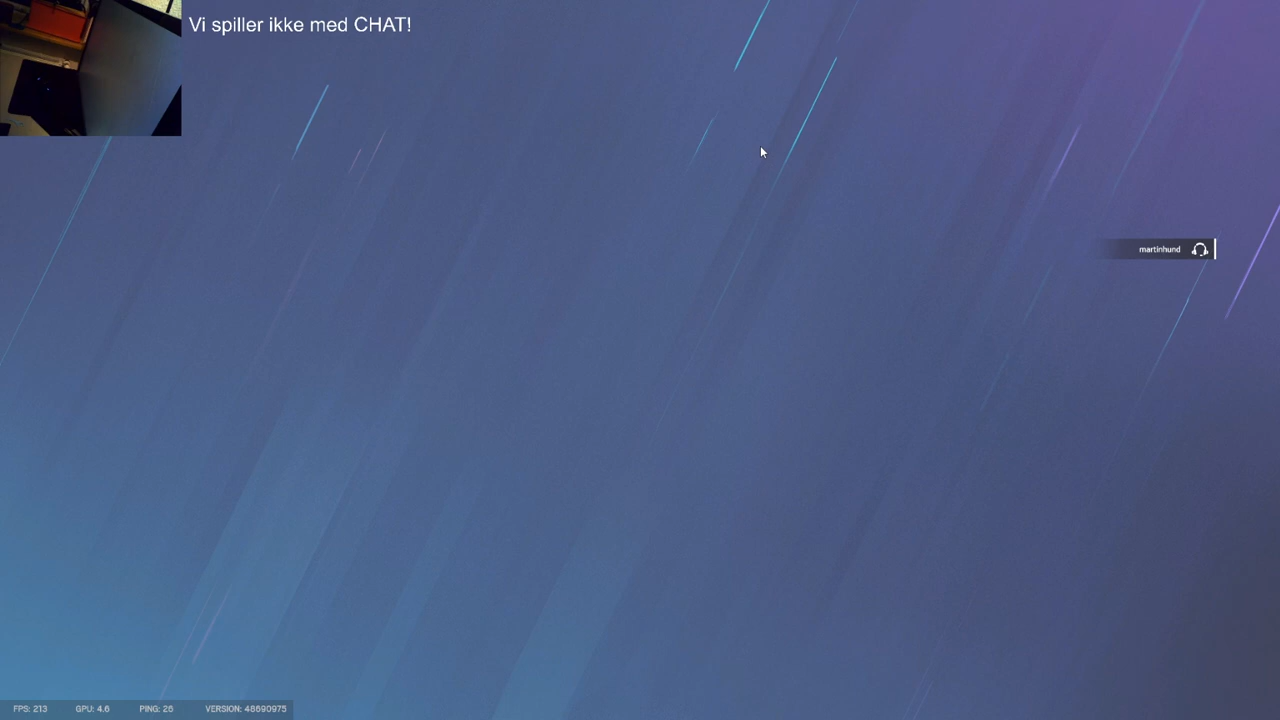 Vi spiller ikke med CHAT!
martinhund
FPS: 213 GPU: 4.6 PING: 26 VERSION: 48690975